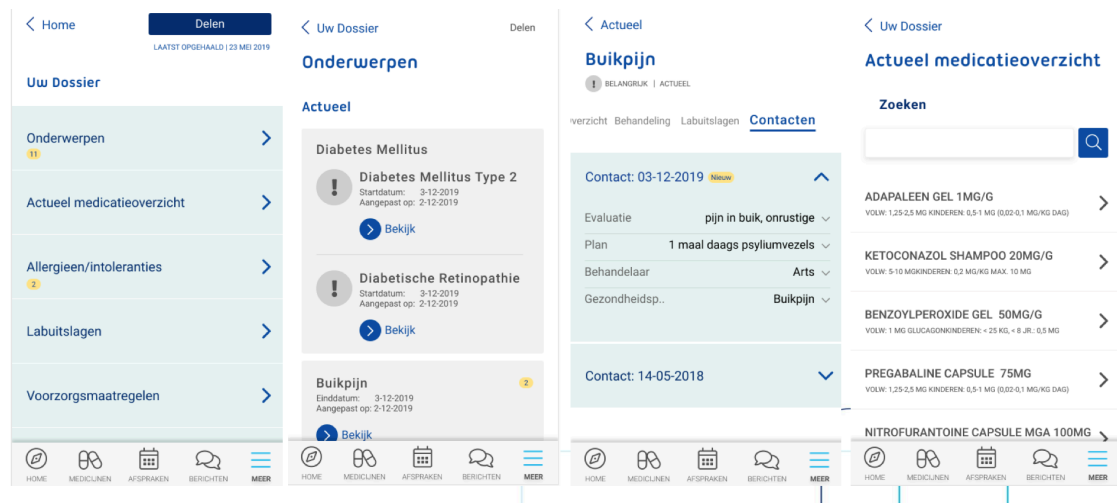 Home
Delen
LAATST OPGEHAALD | 23 MEI 2019
Uw Dossier
Onderwerpen
11
Actueel medicatieoverzicht
Allergieen/intoleranties
2
Labuitslagen
Voorzorgsmaatregelen
HOME MEDICIJNEN AFSPRAKEN BERICHTEN MEER
Uw Dossier
Delen
Onderwerpen
Actueel
Diabetes Mellitus
Diabetes Mellitus Type 2
Startdatum: 3-12-2019
Aangepast op: 2-12-2019
Bekijk
Diabetische Retinopathie
Startdatum: 3-12-2019
Aangepast op: 2-12-2019
Bekijk
Buikpijn 2
Einddatum: 3-12-2019
Aangepast op: 2-12-2019
Bekijk
HOME MEDICIJNEN AFSPRAKEN BERICHTEN MEER
Actueel
Buikpijn
! BELANGRIJK | ACTUEEL
verzicht Behandeling Labuitslagen Contacten
Contact: 03-12-2019 Nieuw
Evaluatie pijn in buik, onrustige
Plan 1 maal daags psyliumvezels
Behandelaar Arts
Gezondheidsp.. Buikpijn
Contact: 14-05-2018
HOME MEDICIJNEN AFSPRAKEN BERICHTEN MEER
Uw Dossier
Actueel medicatieoverzicht
Zoeken
ADAPALEEN GEL 1MG/G
VOLW: 1,25-2,5 MG KINDEREN: 0,5-1 MG (0,02-0,1 MG/KG DAG)
KETOCONAZOL SHAMPOO 20MG/G
VOLW: 5-10 MGKINDEREN: 0,2 MG/KG MAX. 10 MG
BENZOYLPEROXIDE GEL 50MG/G
VOLW: 1 MG GLUCAGONKINDEREN: < 25 KG, < 8 JR.: 0,5 MG
PREGABALINE CAPSULE 75MG
VOLW: 1,25-2,5 MG KINDEREN: 0,5-1 MG (0,02-0,1 MG/KG DAG)
NITROFURANTOINE CAPSULE MGA 100MG
HOME MEDICIJNEN AFSPRAKEN BERICHTEN MEER